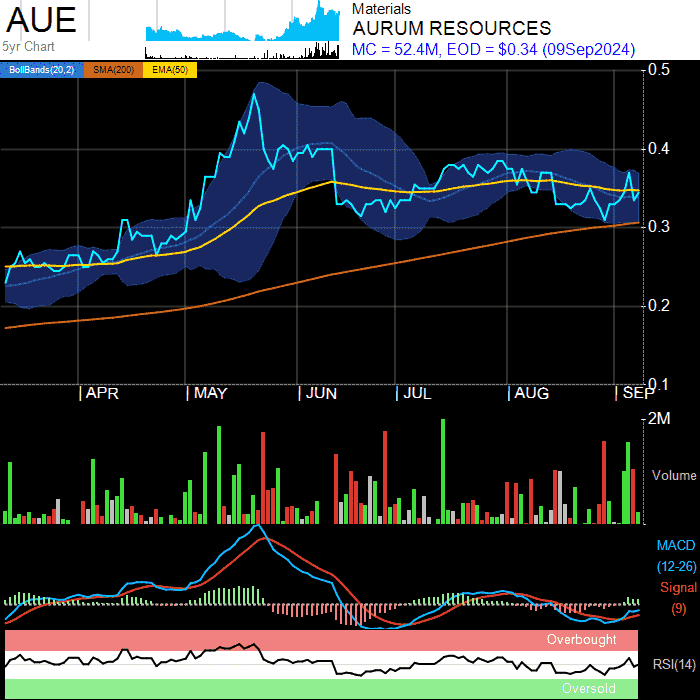 AUE
5yr Chart
Materials
AURUM RESOURCES
MC = 52.4M, EOD = $0.34 (09Sep2024)
BollBands(20,2) SMA(200) EMA(50)
0.5
0.4
0.3
0.2
0.1
APR MAY JUN JUL AUG SEP
2M
Volume
MACD
(12-26)
Signal
(9)
Overbought
RSI(14)
Oversold